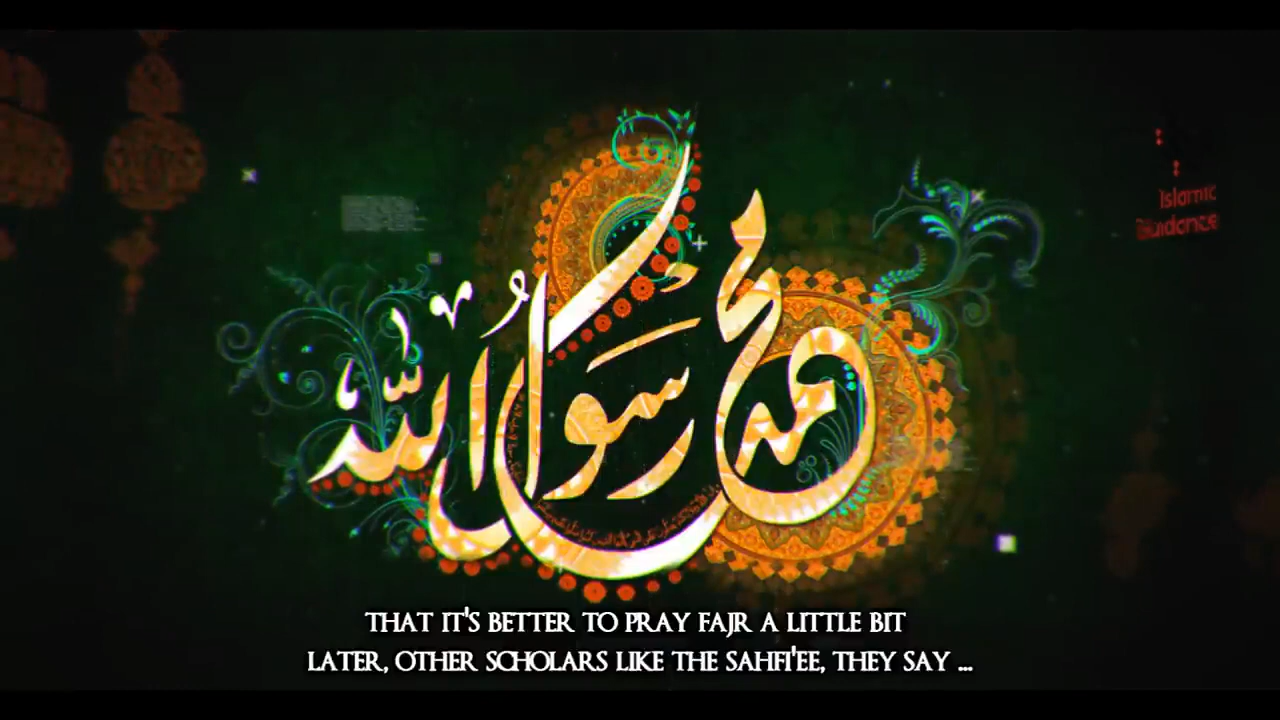 محمد رسول الله
Islamic
Guidance
THAT IT'S BETTER TO PRAY FAJR A LITTLE BIT
LATER, OTHER SCHOLARS LIKE THE SAHFI'EE, THEY SAY ...